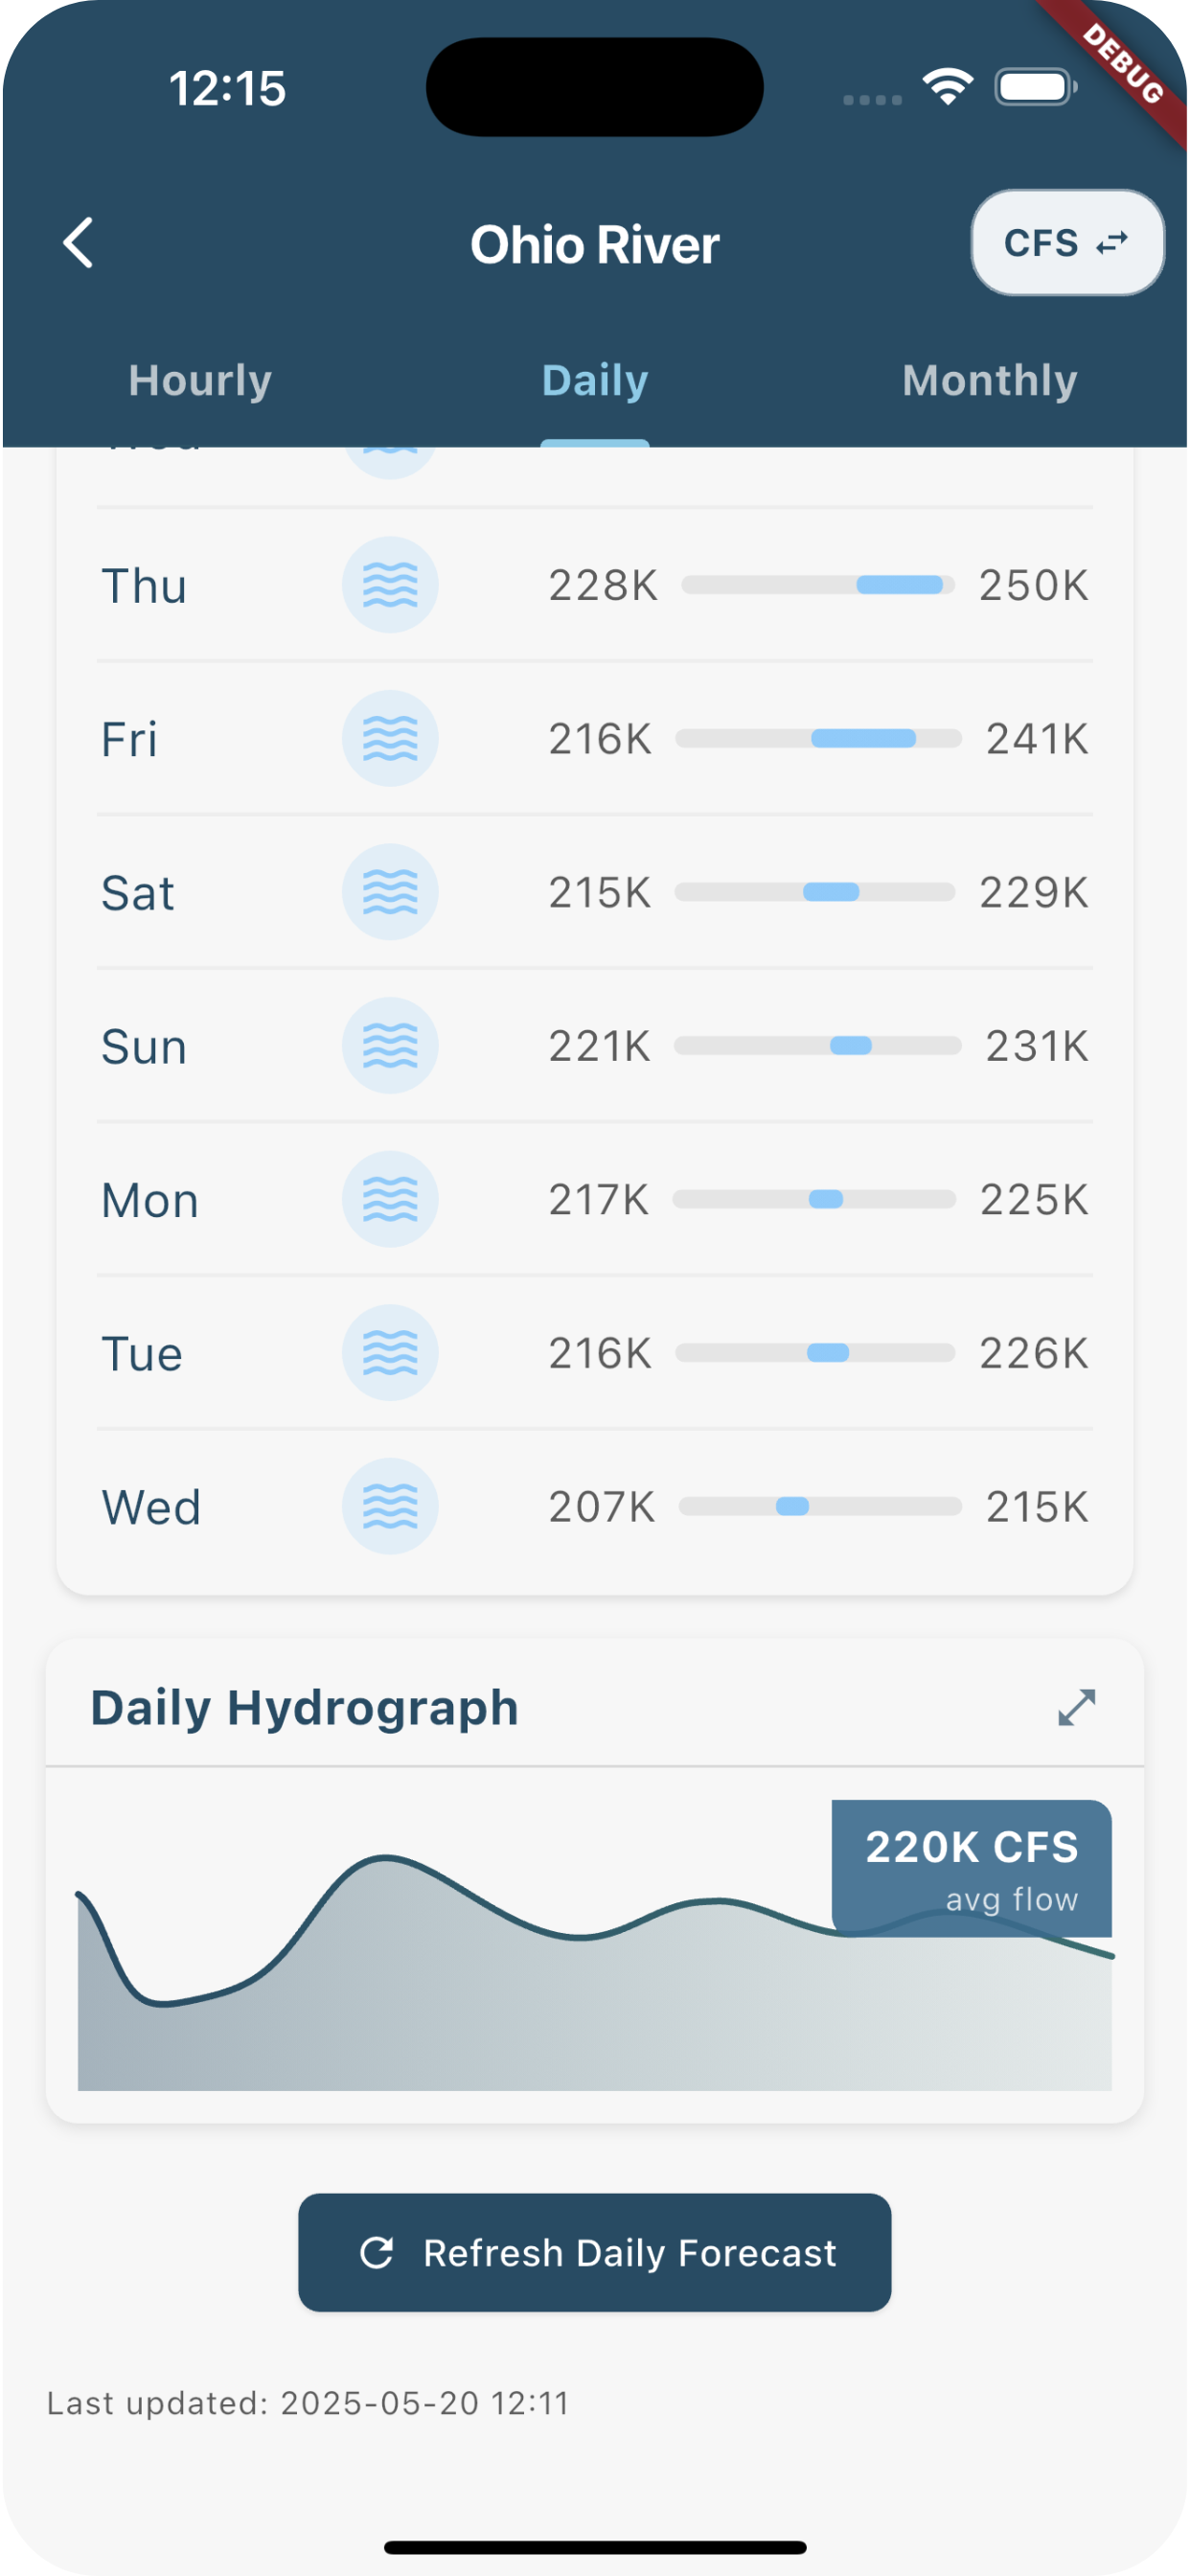 12:15
DEBUG
Ohio River
CFS
Hourly Daily Monthly
Thu 228K 250K
Fri 216K 241K
Sat 215K 229K
Sun 221K 231K
Mon 217K 225K
Tue 216K 226K
Wed 207K 215K
Daily Hydrograph
220K CFS
avg flow
Refresh Daily Forecast
Last updated: 2025-05-20 12:11